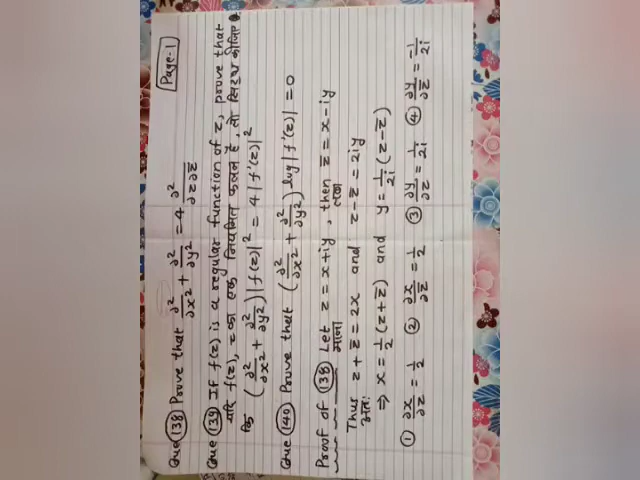 Page-1
Que 138 Prove that ∂²/∂x² + ∂²/∂y² = 4 ∂²/∂z∂z̅
Que 139 If f(z) is a regular function of z, prove that
यदि f(z), z का एक नियमित फलन है, तो सिद्ध कीजिए
कि (∂²/∂x² + ∂²/∂y²)|f(z)|² = 4|f'(z)|²
Que 140 Prove that (∂²/∂x² + ∂²/∂y²) log|f'(z)| = 0
Proof of 138 Let z = x+iy, then z̅ = x-iy
माना तब
Thus z + z̅ = 2x and z - z̅ = 2iy
अतः
⇒ x = 1/2 (z+z̅) and y = 1/2i (z-z̅)
① ∂x/∂z = 1/2 ② ∂x/∂z̅ = 1/2 ③ ∂y/∂z = 1/2i ④ ∂y/∂z̅ = -1/2i